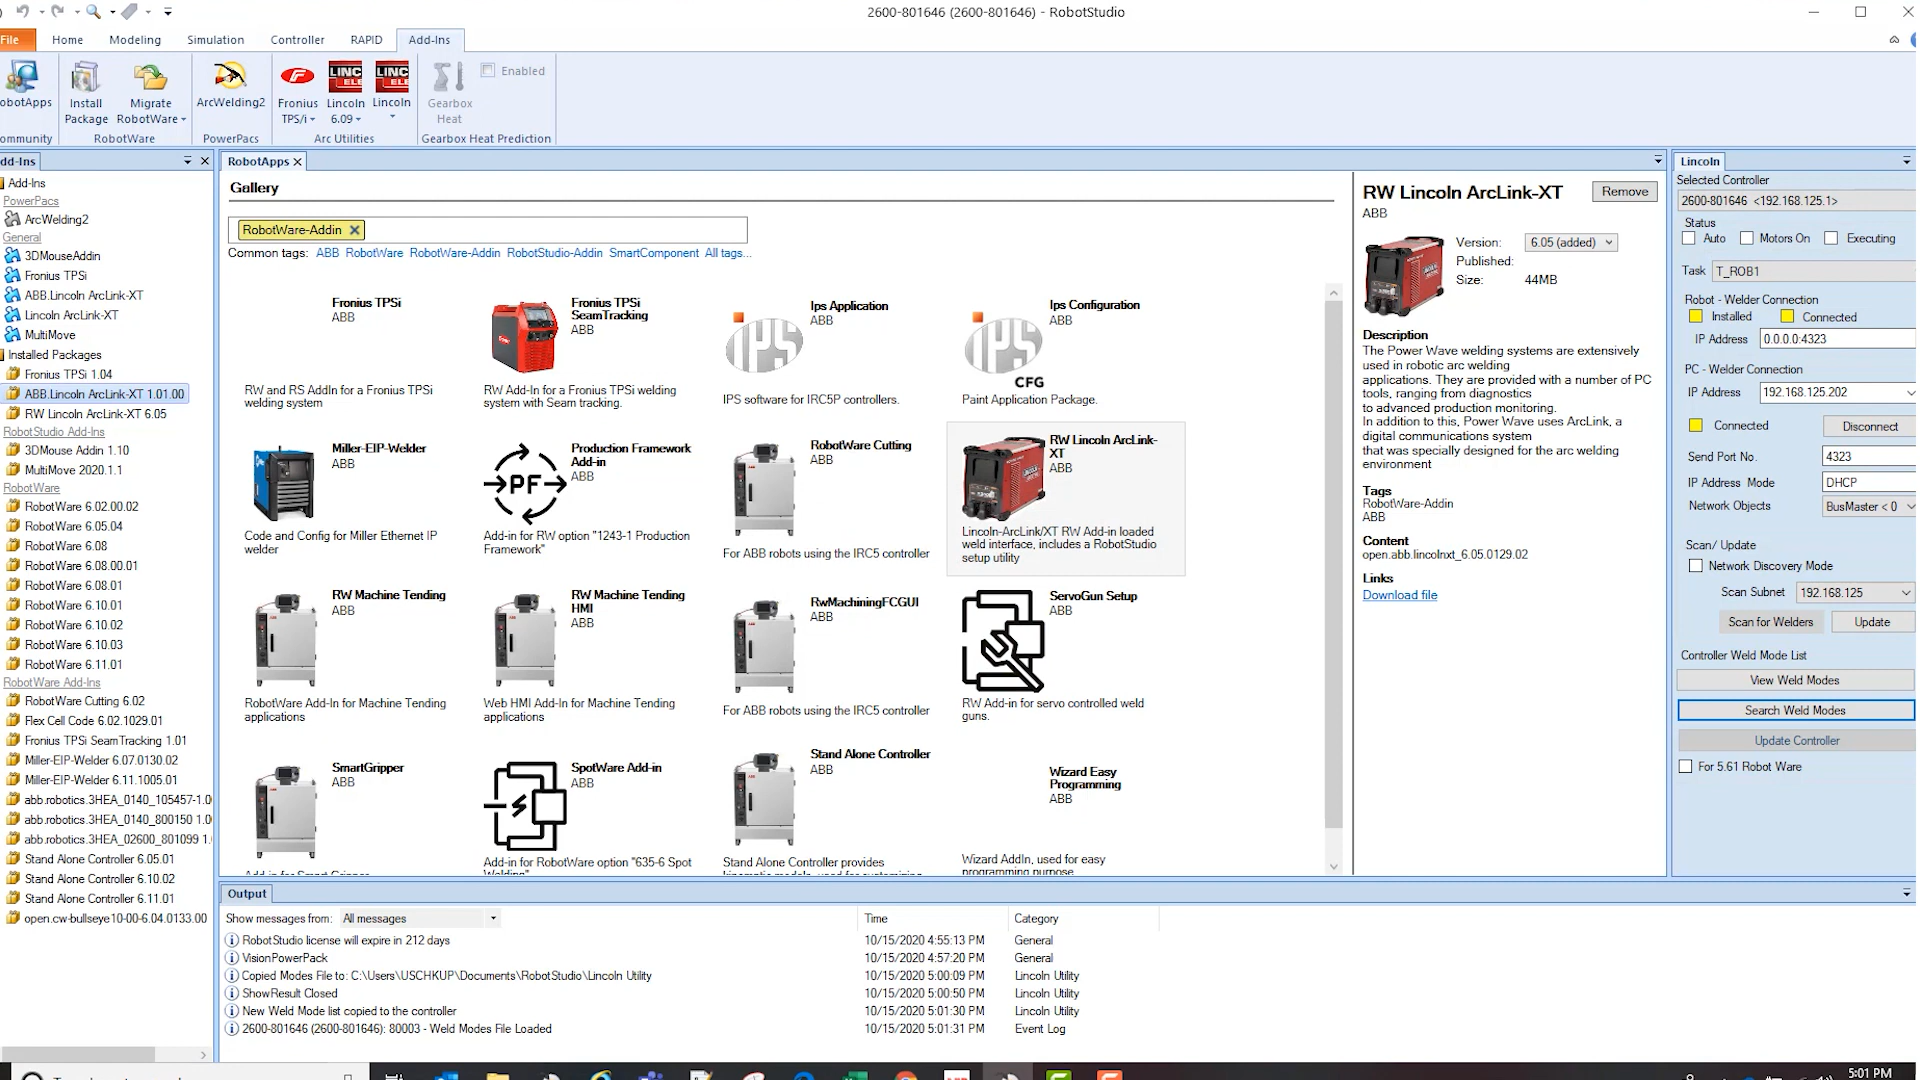 2600-801646 (2600-801646) - RobotStudio
File Home Modeling Simulation Controller RAPID Add-Ins
Install Package
Migrate RobotWare
ArcWelding2
Fronius TPS/i
Lincoln 6.09
Lincoln
Gearbox Heat
Enabled
RobotWare PowerPacs Arc Utilities Gearbox Heat Prediction
Add-Ins
PowerPacs
ArcWelding2
General
3DMouseAddin
Fronius TPSi
ABB.Lincoln ArcLink-XT
Lincoln ArcLink-XT
MultiMove
Installed Packages
Fronius TPSi 1.04
ABB.Lincoln ArcLink-XT 1.01.00
RW Lincoln ArcLink-XT 6.05
RobotStudio Add-Ins
3DMouse Addin 1.10
MultiMove 2020.1.1
RobotWare
RobotWare 6.02.00.02
RobotWare 6.05.04
RobotWare 6.08
RobotWare 6.08.00.01
RobotWare 6.08.01
RobotWare 6.10.01
RobotWare 6.10.02
RobotWare 6.10.03
RobotWare 6.11.01
RobotWare Add-Ins
RobotWare Cutting 6.02
Flex Cell Code 6.02.1029.01
Fronius TPSi SeamTracking 1.01
Miller-EIP-Welder 6.07.0130.02
Miller-EIP-Welder 6.11.1005.01
abb.robotics.3HEA_0140_105457-1.0
abb.robotics.3HEA_0140_800150 1.0
abb.robotics.3HEA_02600_801099 1.
Stand Alone Controller 6.05.01
Stand Alone Controller 6.10.02
Stand Alone Controller 6.11.01
open.cw-bullseye10-00-6.04.0133.00
RobotApps
Gallery
RobotWare-Addin
Common tags: ABB RobotWare RobotWare-Addin RobotStudio-Addin SmartComponent All tags...
Fronius TPSi
ABB
RW and RS AddIn for a Fronius TPSi
welding system
Fronius TPSi
SeamTracking
ABB
RW Add-In for a Fronius TPSi welding
system with Seam tracking.
Ips Application
ABB
IPS
IPS software for IRC5P controllers.
Ips Configuration
ABB
IPS
CFG
Paint Application Package.
Miller-EIP-Welder
ABB
Code and Config for Miller Ethernet IP
welder
Production Framework
Add-in
ABB
PF
Add-in for RW option "1243-1 Production
Framework"
RobotWare Cutting
ABB
For ABB robots using the IRC5 controller
RW Lincoln ArcLink-
XT
ABB
Lincoln-ArcLink/XT RW Add-in loaded
weld interface, includes a RobotStudio
setup utility
RW Machine Tending
ABB
RobotWare Add-In for Machine Tending
applications
RW Machine Tending
HMI
ABB
Web HMI Add-In for Machine Tending
applications
RwMachiningFCGUI
ABB
For ABB robots using the IRC5 controller
ServoGun Setup
ABB
RW Add-in for servo controlled weld
guns.
SmartGripper
ABB
SpotWare Add-in
ABB
Add-in for RobotWare option "635-6 Spot
Welding"
Stand Alone Controller
ABB
Stand Alone Controller provides
Wizard Easy
Programming
ABB
Wizard AddIn, used for easy
programming purpose
RW Lincoln ArcLink-XT Remove
ABB
Version: 6.05 (added)
Published:
Size: 44MB
Description
The Power Wave welding systems are extensively
used in robotic arc welding
applications. They are provided with a number of PC
tools, ranging from diagnostics
to advanced production monitoring.
In addition to this, Power Wave uses ArcLink, a
digital communications system
that was specially designed for the arc welding
environment
Tags
RobotWare-Addin
ABB
Content
open.abb.lincolnxt_6.05.0129.02
Links
Download file
Lincoln
Selected Controller
2600-801646 <192.168.125.1>
Status
Auto Motors On Executing
Task T_ROB1
Robot - Welder Connection
Installed Connected
IP Address 0.0.0.0:4323
PC - Welder Connection
IP Address 192.168.125.202
Connected Disconnect
Send Port No. 4323
IP Address Mode DHCP
Network Objects BusMaster < 0
Scan/ Update
Network Discovery Mode
Scan Subnet 192.168.125
Scan for Welders Update
Controller Weld Mode List
View Weld Modes
Search Weld Modes
Update Controller
For 5.61 Robot Ware
Output
Show messages from: All messages Time Category
RobotStudio license will expire in 212 days 10/15/2020 4:55:13 PM General
VisionPowerPack 10/15/2020 4:57:20 PM General
Copied Modes File to: C:\Users\USCHKUP\Documents\RobotStudio\Lincoln Utility 10/15/2020 5:00:09 PM Lincoln Utility
ShowResult Closed 10/15/2020 5:00:50 PM Lincoln Utility
New Weld Mode list copied to the controller 10/15/2020 5:01:30 PM Lincoln Utility
2600-801646 (2600-801646): 80003 - Weld Modes File Loaded 10/15/2020 5:01:31 PM Event Log
5:01 PM